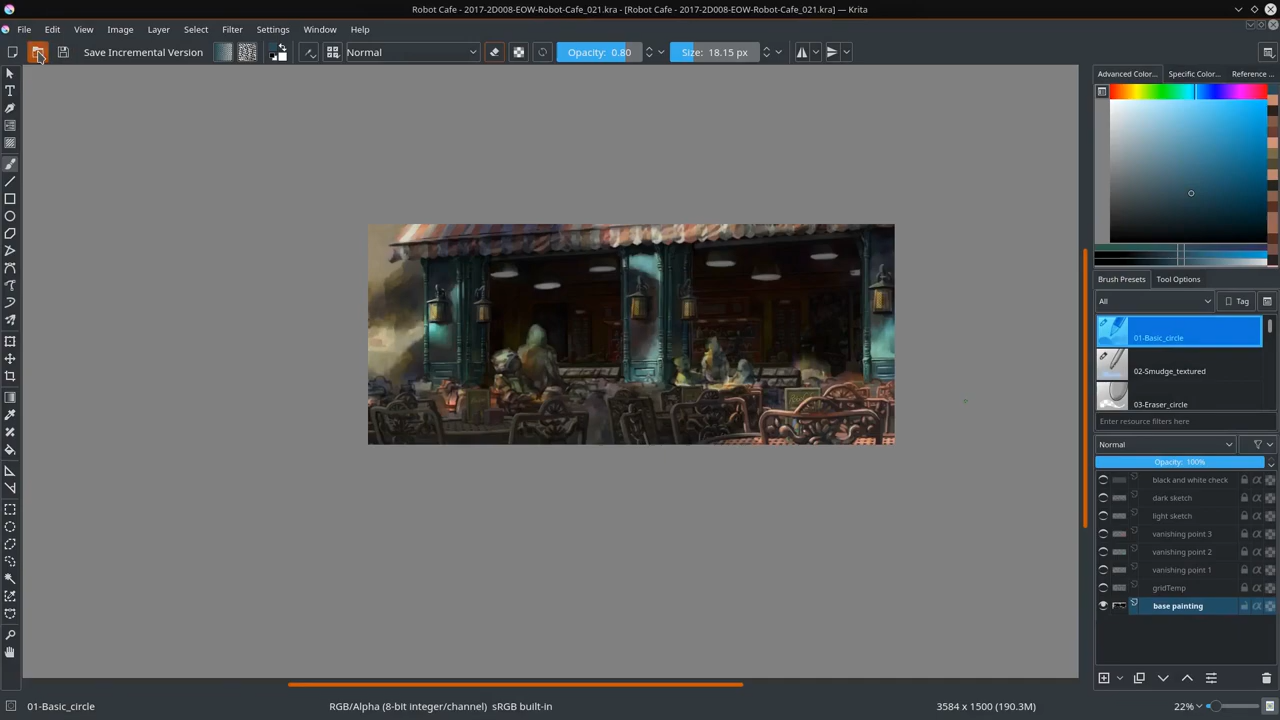 Robot Cafe - 2017-2D008-EOW-Robot-Cafe_021.kra - [Robot Cafe - 2017-2D008-EOW-Robot-Cafe_021.kra] — Krita
File Edit View Image Layer Select Filter Settings Window Help
Save Incremental Version Normal Opacity: 0.80 Size: 18.15 px
Advanced Color... Specific Color... Reference ...
Brush Presets Tool Options
All Tag
01-Basic_circle
02-Smudge_textured
03-Eraser_circle
Enter resource filters here
Normal
Opacity: 100%
black and white check
dark sketch
light sketch
vanishing point 3
vanishing point 2
vanishing point 1
gridTemp
base painting
01-Basic_circle RGB/Alpha (8-bit integer/channel) sRGB built-in 3584 x 1500 (190.3M) 22%